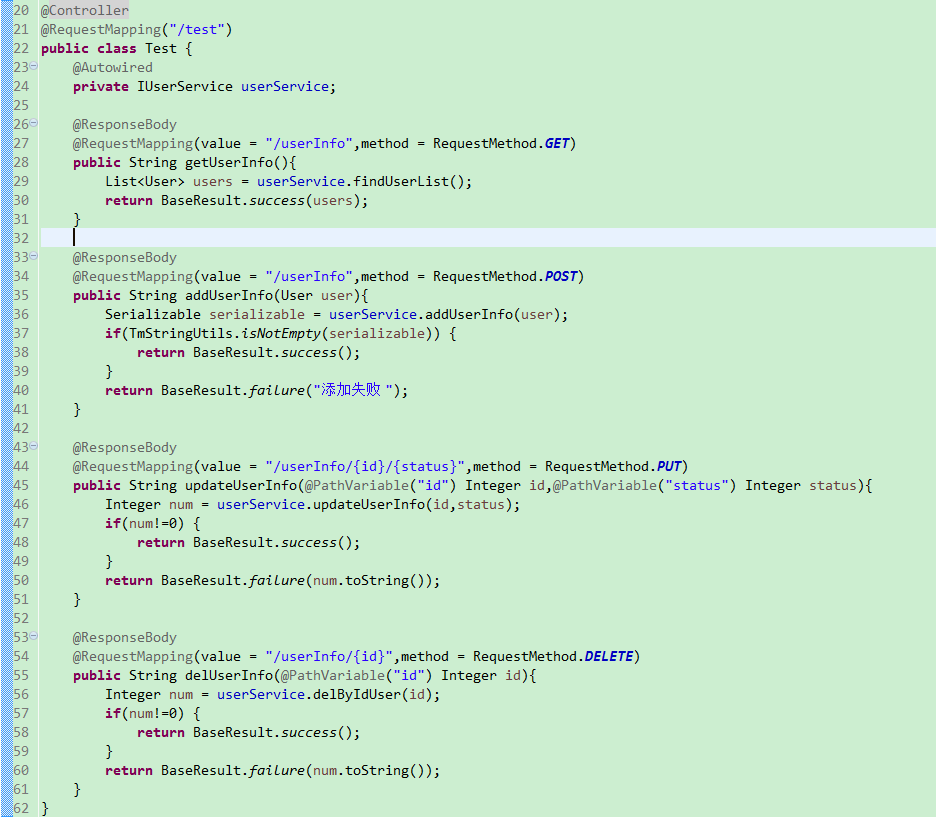 20 @Controller
21 @RequestMapping("/test")
22 public class Test {
23     @Autowired
24     private IUserService userService;
25
26     @ResponseBody
27     @RequestMapping(value = "/userInfo",method = RequestMethod.GET)
28     public String getUserInfo(){
29         List<User> users = userService.findUserList();
30         return BaseResult.success(users);
31     }
32
33     @ResponseBody
34     @RequestMapping(value = "/userInfo",method = RequestMethod.POST)
35     public String addUserInfo(User user){
36         Serializable serializable = userService.addUserInfo(user);
37         if(TmStringUtils.isNotEmpty(serializable)) {
38             return BaseResult.success();
39         }
40         return BaseResult.failure("添加失败 ");
41     }
42
43     @ResponseBody
44     @RequestMapping(value = "/userInfo/{id}/{status}",method = RequestMethod.PUT)
45     public String updateUserInfo(@PathVariable("id") Integer id,@PathVariable("status") Integer status){
46         Integer num = userService.updateUserInfo(id,status);
47         if(num!=0) {
48             return BaseResult.success();
49         }
50         return BaseResult.failure(num.toString());
51     }
52
53     @ResponseBody
54     @RequestMapping(value = "/userInfo/{id}",method = RequestMethod.DELETE)
55     public String delUserInfo(@PathVariable("id") Integer id){
56         Integer num = userService.delByIdUser(id);
57         if(num!=0) {
58             return BaseResult.success();
59         }
60         return BaseResult.failure(num.toString());
61     }
62 }